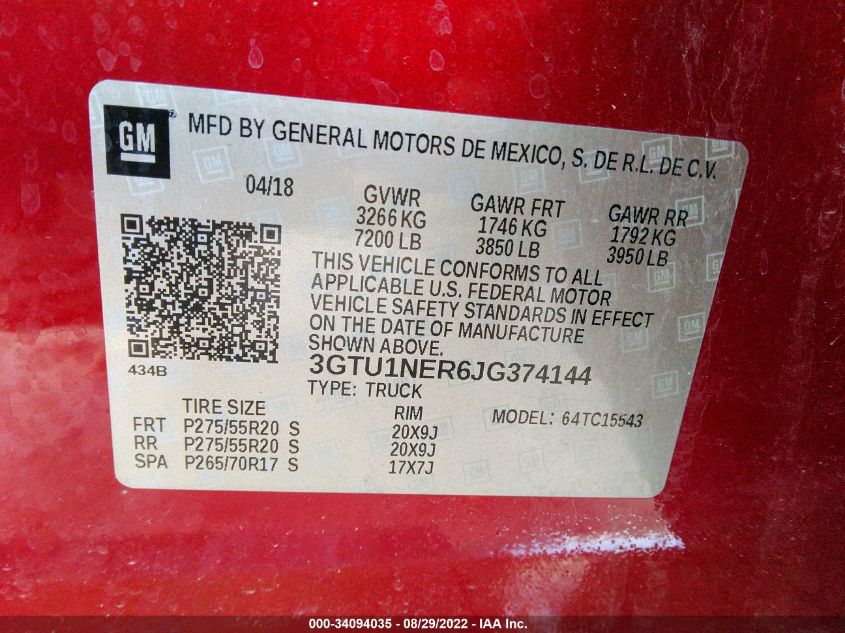 GM
MFD BY GENERAL MOTORS DE MEXICO, S. DE R.L. DE C.V.
04/18
GVWR GAWR FRT GAWR RR
3266 KG 1746 KG 1792 KG
7200 LB 3850 LB 3950 LB
THIS VEHICLE CONFORMS TO ALL
APPLICABLE U.S. FEDERAL MOTOR
VEHICLE SAFETY STANDARDS IN EFFECT
ON THE DATE OF MANUFACTURE
SHOWN ABOVE.
434B 3GTU1NER6JG374144
TYPE: TRUCK
TIRE SIZE RIM MODEL: 64TC15543
FRT P275/55R20 S 20X9J
RR P275/55R20 S 20X9J
SPA P265/70R17 S 17X7J
000-34094035 - 08/29/2022 - IAA Inc.